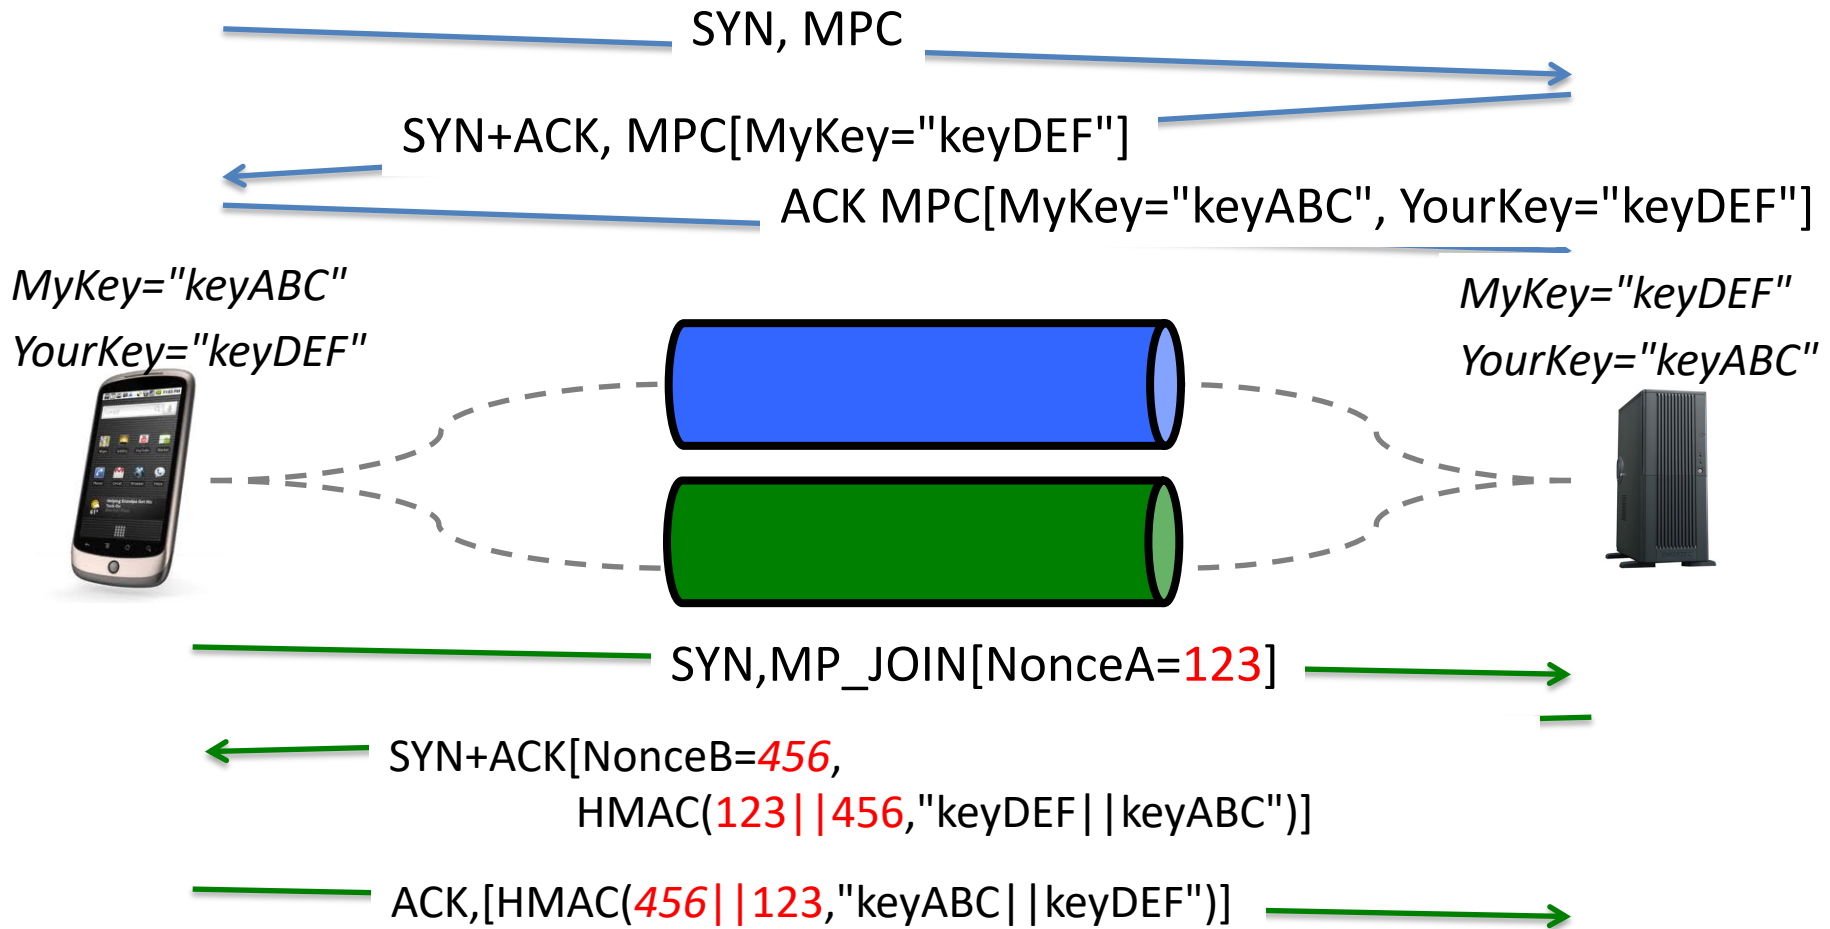 SYN, MPC
SYN+ACK, MPC[MyKey="keyDEF"]
ACK MPC[MyKey="keyABC", YourKey="keyDEF"]
MyKey="keyABC"
YourKey="keyDEF"
MyKey="keyDEF"
YourKey="keyABC"
SYN,MP_JOIN[NonceA=123]
SYN+ACK[NonceB=456,
HMAC(123||456,"keyDEF||keyABC")]
ACK,[HMAC(456||123,"keyABC||keyDEF")]